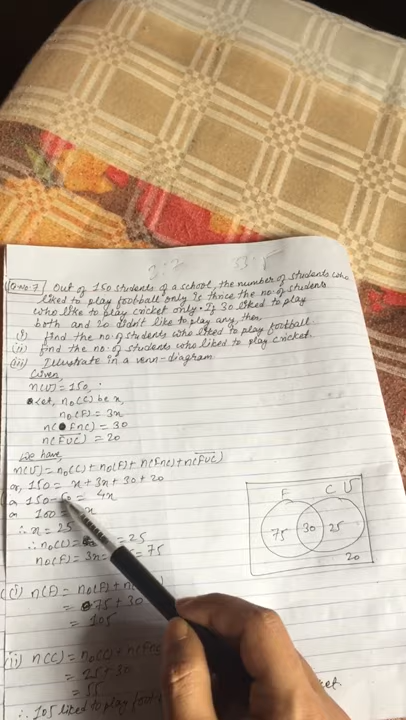 Q.No.7 Out of 150 students of a school, the number of students who
liked to play football only is thrice the no. of students
who like to play cricket only. If 30 liked to play
both and 20 didn't like to play any, then
(i) Find the no. of students who liked to play football.
(ii) Find the no. of students who liked to play cricket.
(iii) Illustrate in a venn-diagram.
Given,
n(U) = 150,
Let, no(C) be x,
no(F) = 3x
n(F∩C) = 30
n(F∪C) = 20
We have,
n(U) = no(C) + no(F) + n(F∩C) + n(F∪C)
or, 150 = x + 3x + 30 + 20
or 150 - 50 = 4x
or 100 = x
∴ x = 25
∴ no(C) = 25
no(F) = 3x = 75
F C U
75 30 25
20
(i) n(F) = no(F) + n
= 75 + 30
= 105
(ii) n(C) = no(C) + n(F∩C
= 25 + 30
= 55
∴ 105 liked to play foot